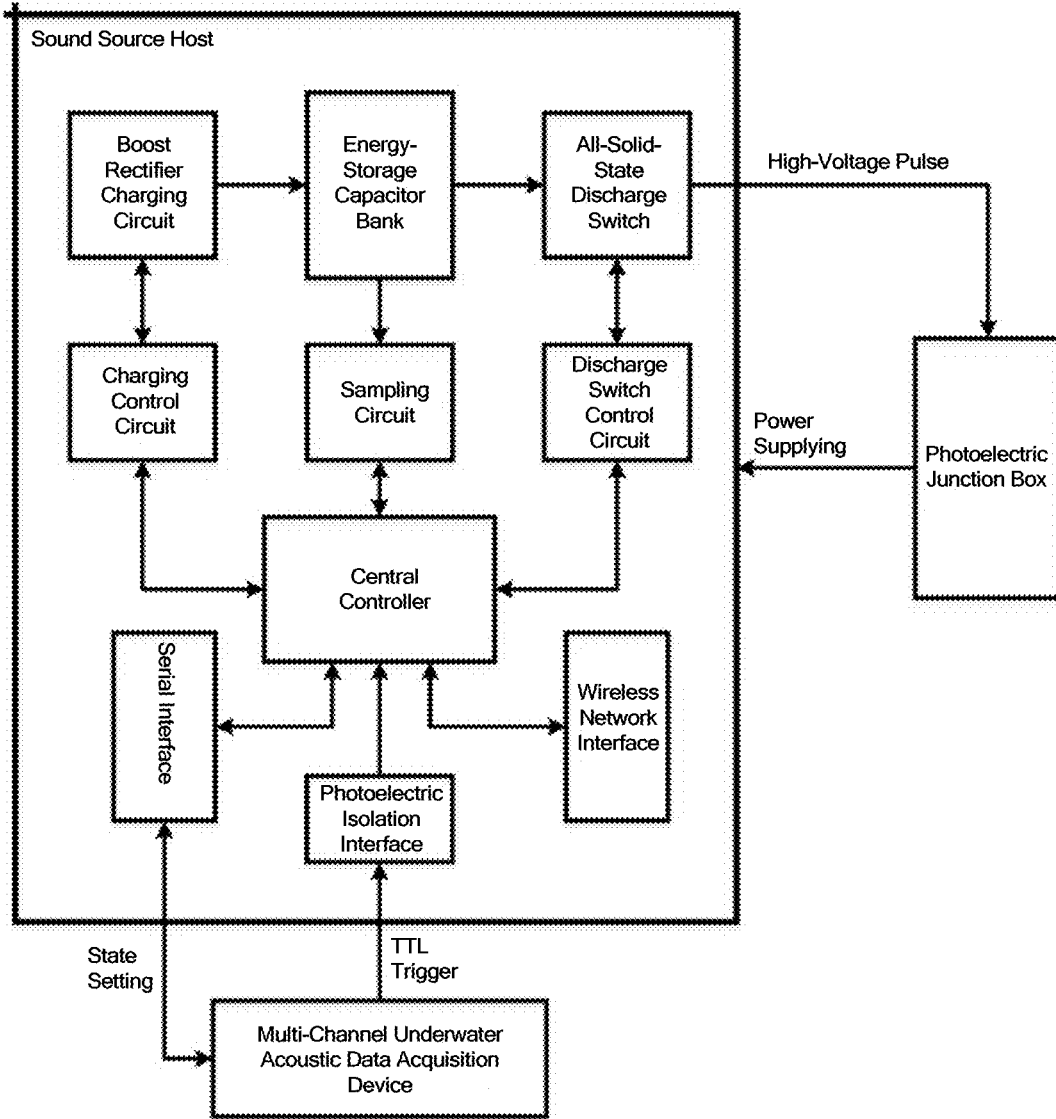 Sound Source Host
Boost
Rectifier
Charging
Circuit
Energy-
Storage
Capacitor
Bank
All-Solid-
State
Discharge
Switch
High-Voltage Pulse
Charging
Control
Circuit
Sampling
Circuit
Discharge
Switch
Control
Circuit
Power
Supplying
Photoelectric
Junction Box
Central
Controller
Serial Interface
Wireless
Network
Interface
Photoelectric
Isolation
Interface
State
Setting
TTL
Trigger
Multi-Channel Underwater
Acoustic Data Acquisition
Device